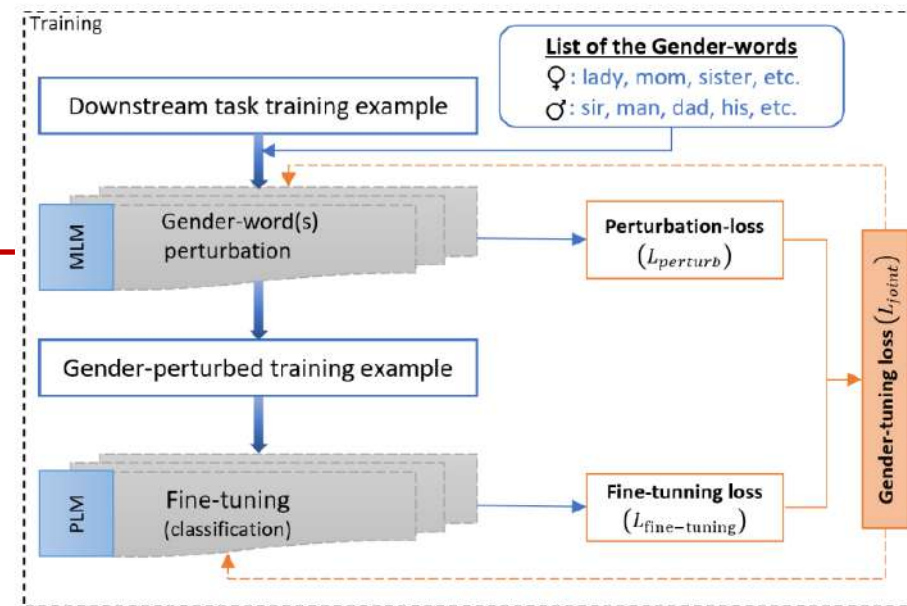 Training
List of the Gender-words
♀: lady, mom, sister, etc.
♂: sir, man, dad, his, etc.
Downstream task training example
MLM
Gender-word(s)
perturbation
Perturbation-loss
(L_perturb)
Gender-perturbed training example
Gender-tuning loss (L_joint)
PLM
Fine-tuning
(classification)
Fine-tunning loss
(L_fine−tuning)